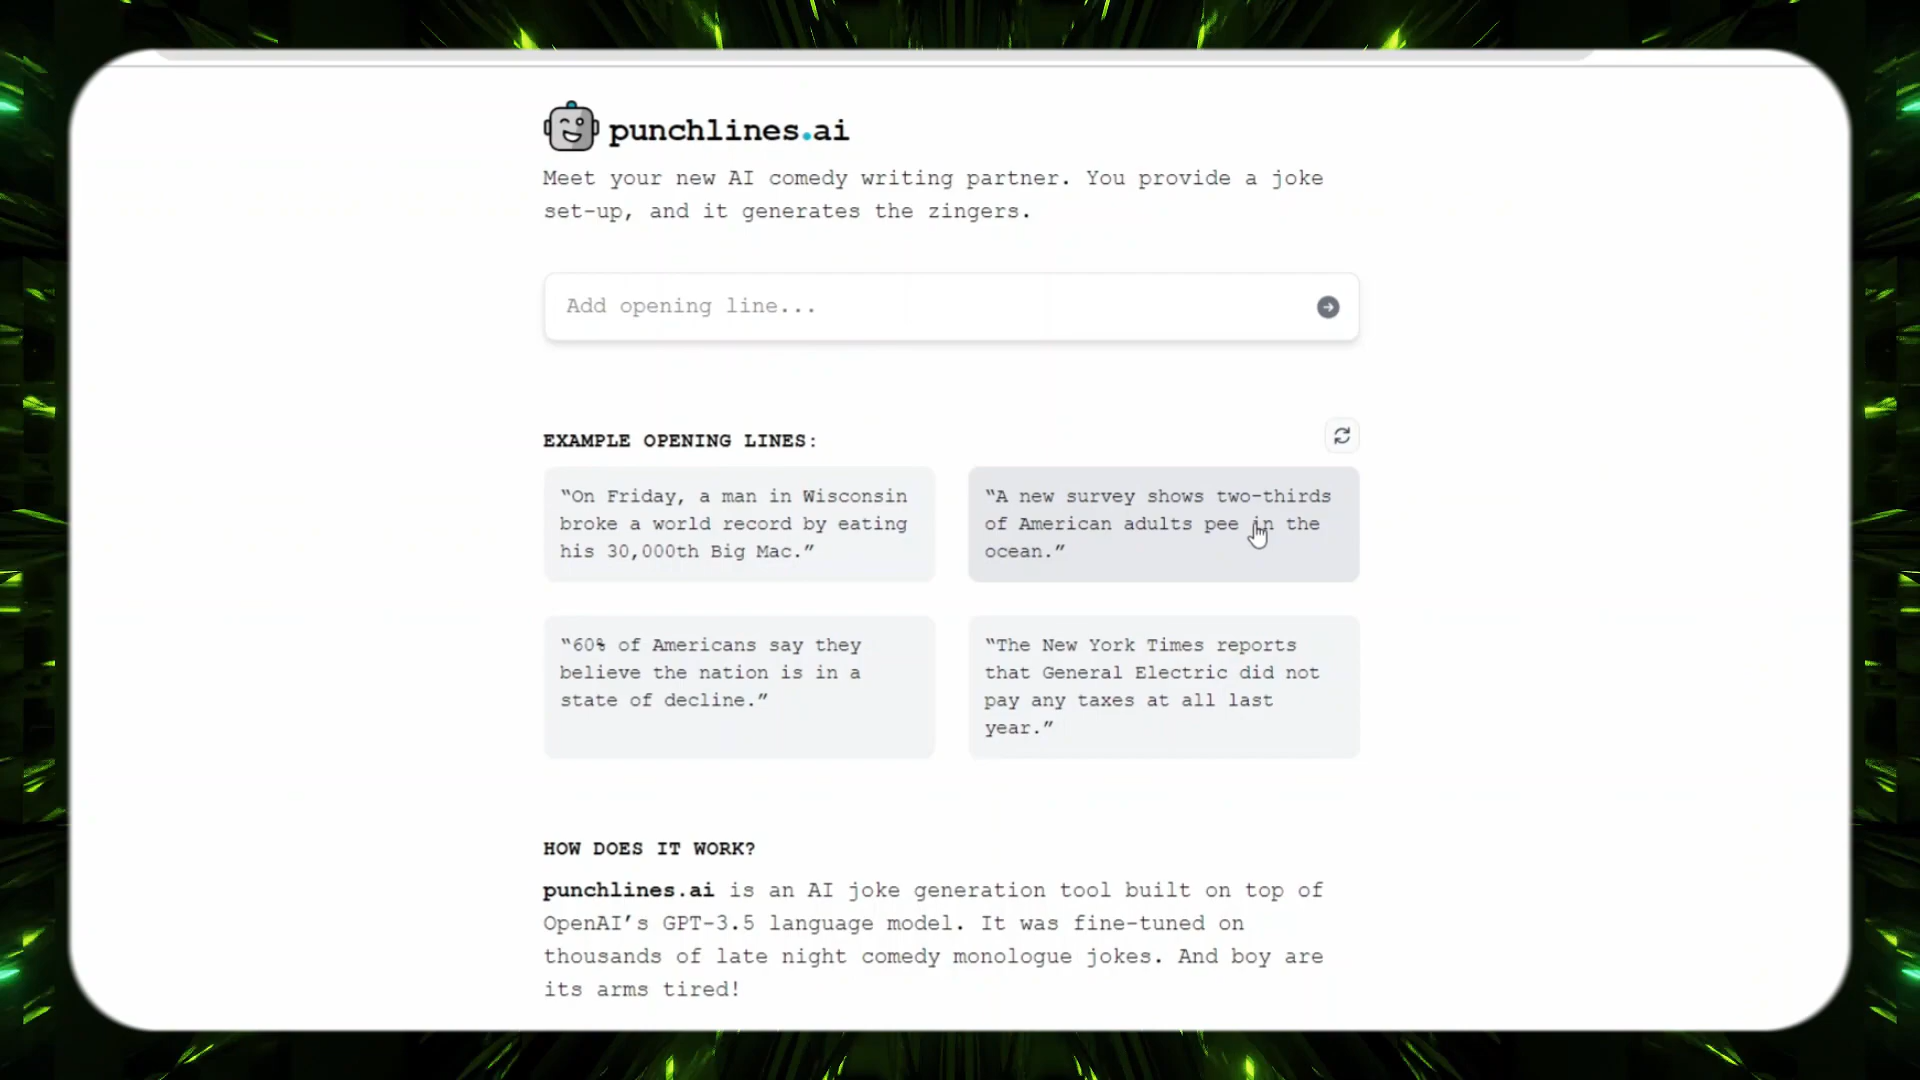 punchlines.ai
Meet your new AI comedy writing partner. You provide a joke
set-up, and it generates the zingers.
Add opening line...
EXAMPLE OPENING LINES:
“On Friday, a man in Wisconsin
broke a world record by eating
his 30,000th Big Mac.”
“A new survey shows two-thirds
of American adults pee in the
ocean.”
“60% of Americans say they
believe the nation is in a
state of decline.”
“The New York Times reports
that General Electric did not
pay any taxes at all last
year.”
HOW DOES IT WORK?
punchlines.ai is an AI joke generation tool built on top of
OpenAI’s GPT-3.5 language model. It was fine-tuned on
thousands of late night comedy monologue jokes. And boy are
its arms tired!